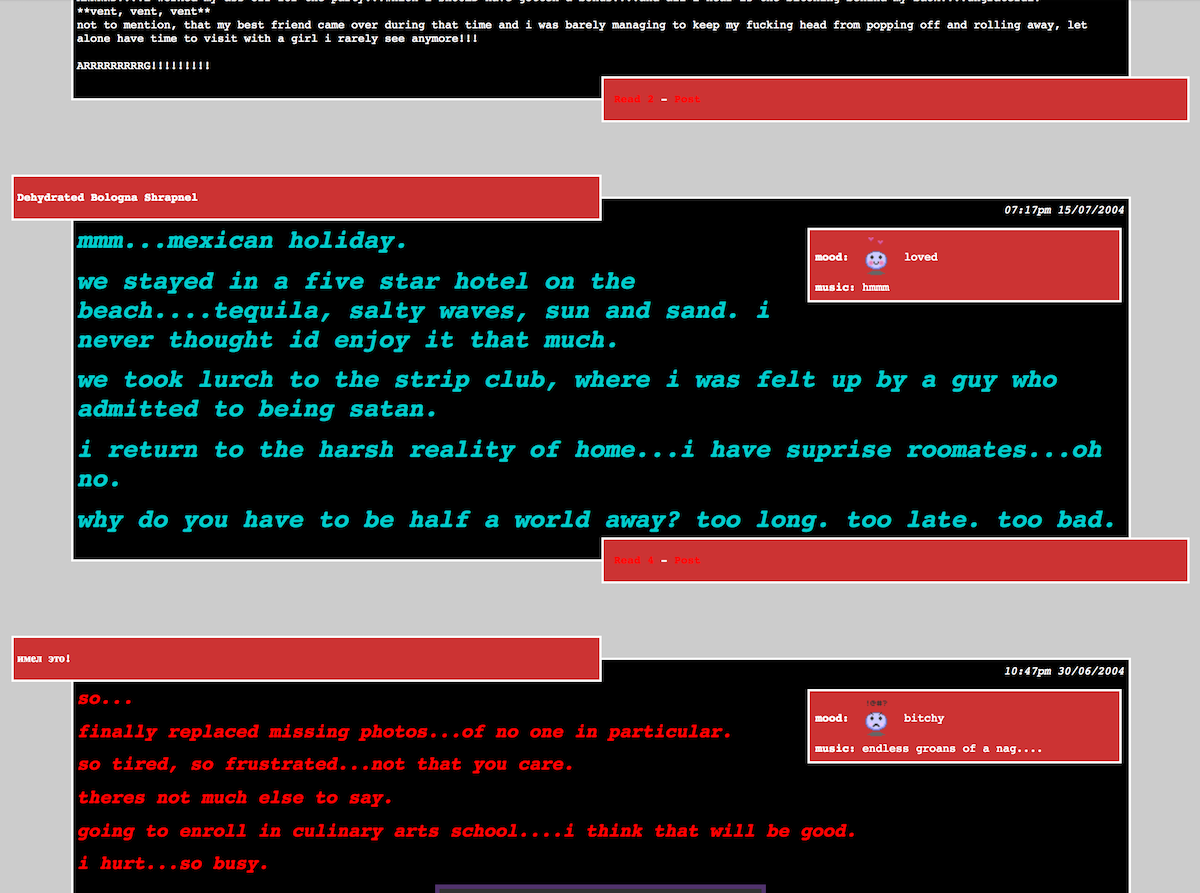 **vent, vent, vent**
not to mention, that my best friend came over during that time and i was barely managing to keep my fucking head from popping off and rolling away, let
alone have time to visit with a girl i rarely see anymore!!!
ARRRRRRRRG!!!!!!!!!
Read 2 - Post
Dehydrated Bologna Shrapnel
07:17pm 15/07/2004
mood: loved
music: hmmm
mmm...mexican holiday.
we stayed in a five star hotel on the
beach....tequila, salty waves, sun and sand. i
never thought id enjoy it that much.
we took lurch to the strip club, where i was felt up by a guy who
admitted to being satan.
i return to the harsh reality of home...i have suprise roomates...oh
no.
why do you have to be half a world away? too long. too late. too bad.
Read 4 - Post
имел это!
10:47pm 30/06/2004
!@#?
mood: bitchy
music: endless groans of a nag....
so...
finally replaced missing photos...of no one in particular.
so tired, so frustrated...not that you care.
theres not much else to say.
going to enroll in culinary arts school....i think that will be good.
i hurt...so busy.